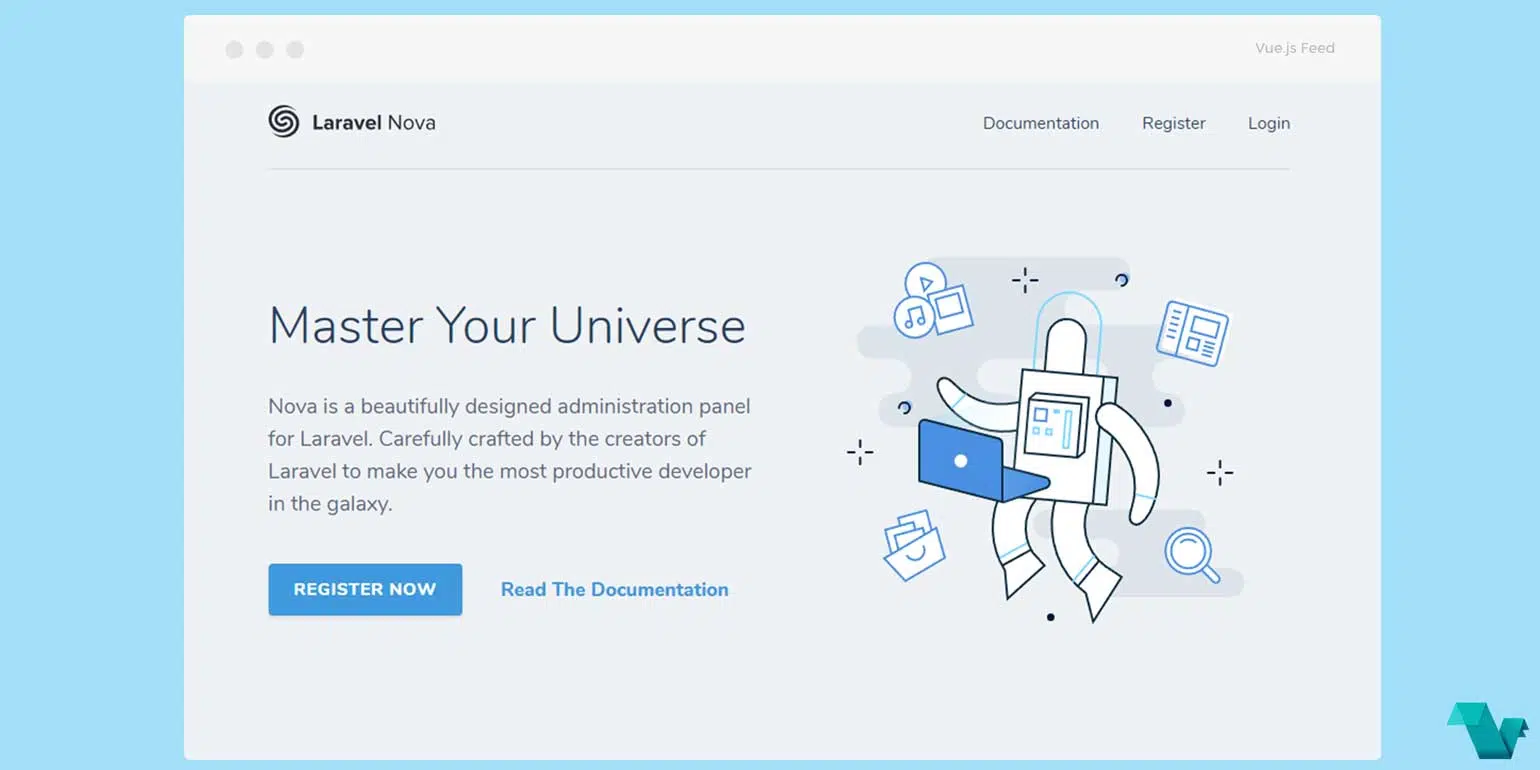 Vue.js Feed
Laravel Nova
Documentation Register Login
Master Your Universe
Nova is a beautifully designed administration panel
for Laravel. Carefully crafted by the creators of
Laravel to make you the most productive developer
in the galaxy.
REGISTER NOW
Read The Documentation